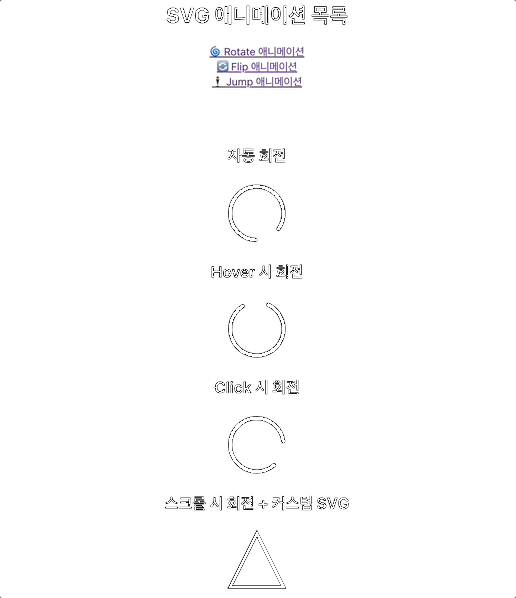 SVG 애니메이션 목록
🌀 Rotate 애니메이션
🔄 Flip 애니메이션
🕴 Jump 애니메이션
자동 회전
Hover 시 회전
Click 시 회전
스크롤 시 회전 + 커스텀 SVG